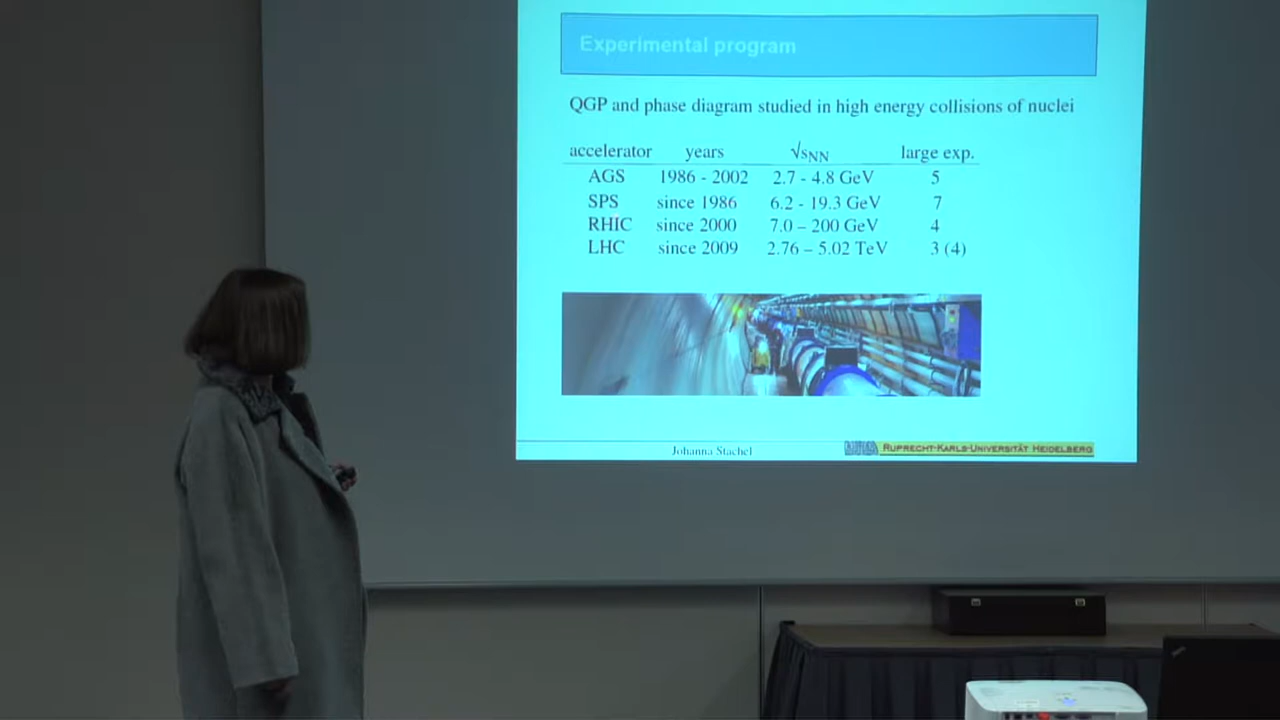 Experimental program
QGP and phase diagram studied in high energy collisions of nuclei
accelerator years √sNN large exp.
AGS 1986 - 2002 2.7 - 4.8 GeV 5
SPS since 1986 6.2 - 19.3 GeV 7
RHIC since 2000 7.0 – 200 GeV 4
LHC since 2009 2.76 – 5.02 TeV 3 (4)
Johanna Stachel RUPRECHT-KARLS-UNIVERSITÄT HEIDELBERG